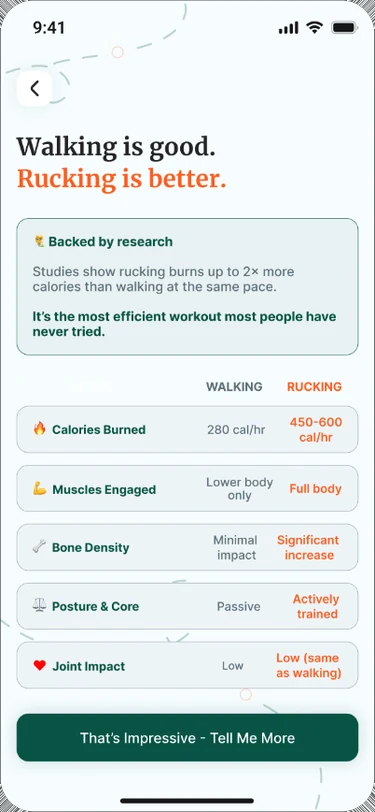 9:41
Walking is good.
Rucking is better.
Backed by research
Studies show rucking burns up to 2× more
calories than walking at the same pace.
It's the most efficient workout most people have
never tried.
WALKING RUCKING
Calories Burned 280 cal/hr 450-600
cal/hr
Muscles Engaged Lower body
only Full body
Bone Density Minimal
impact Significant
increase
Posture & Core Passive Actively
trained
Joint Impact Low Low (same
as walking)
That's Impressive - Tell Me More